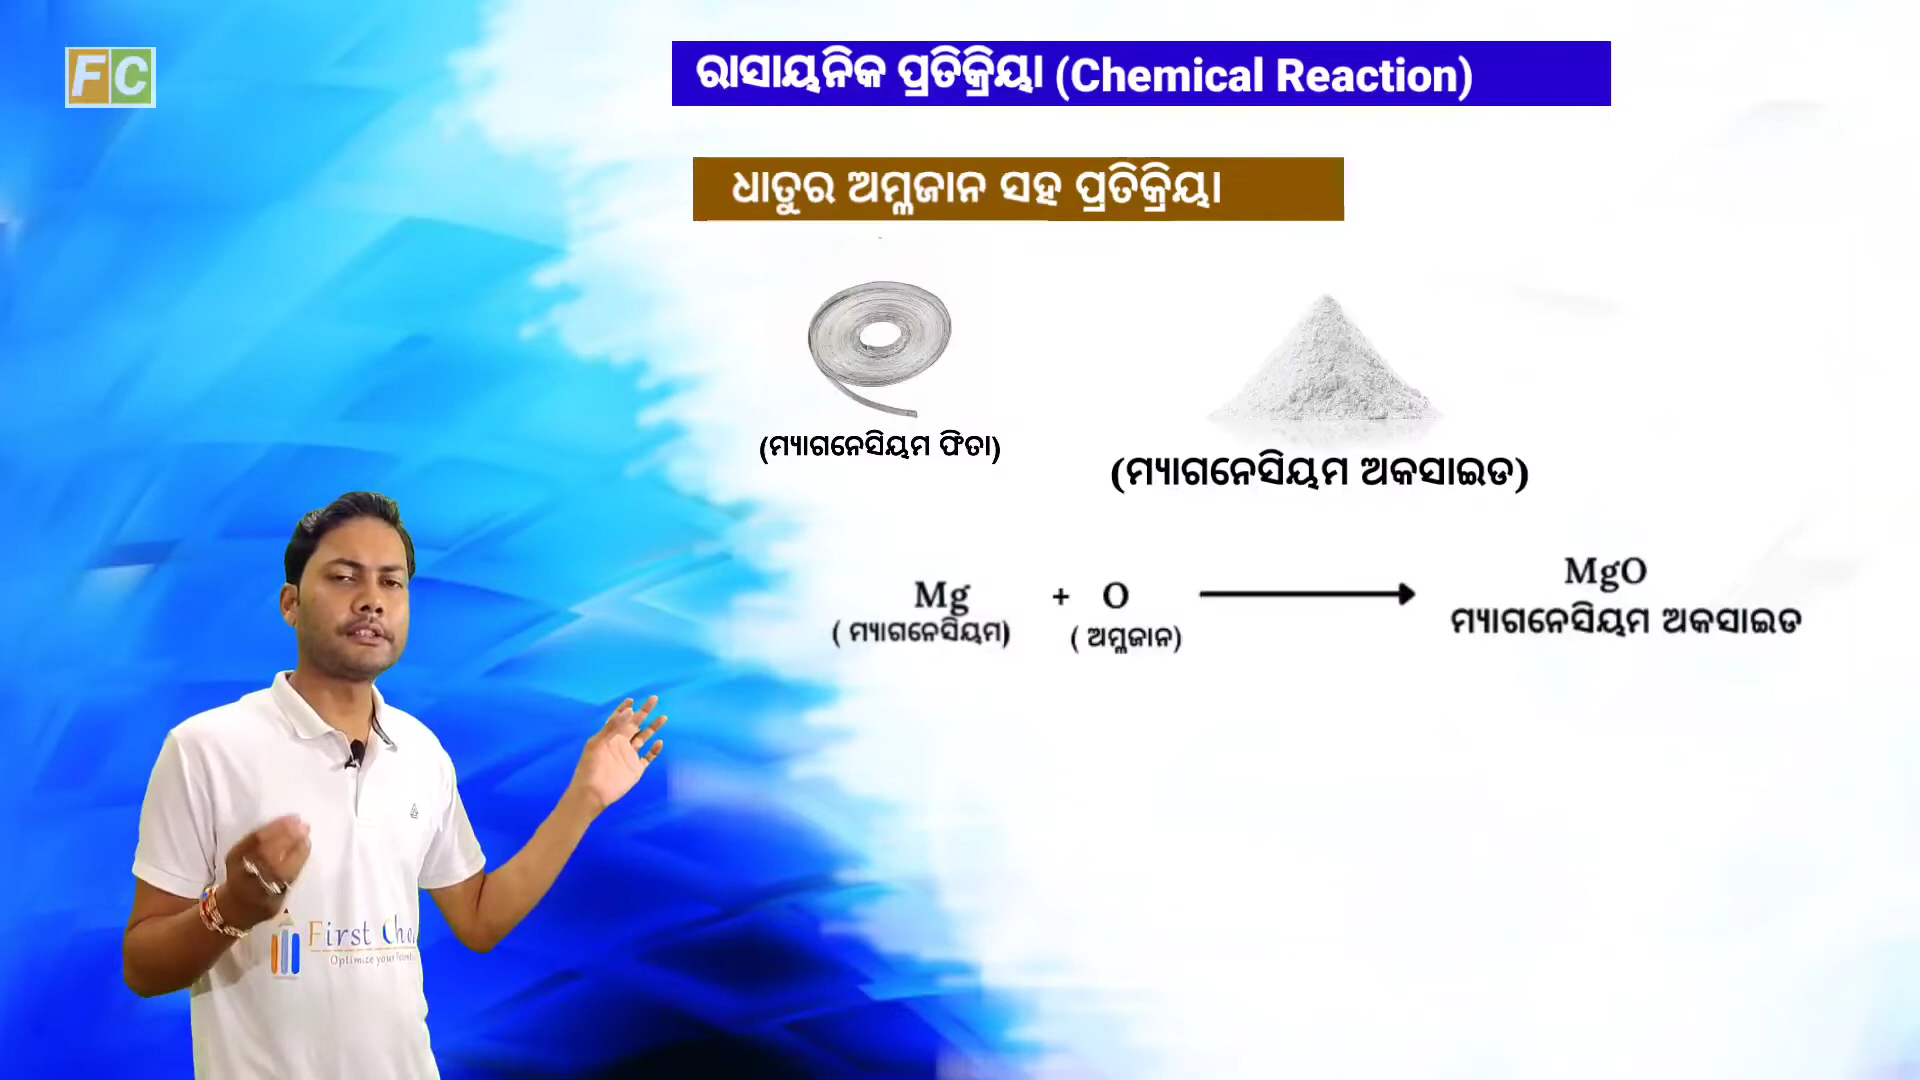 FC
ରାସାୟନିକ ପ୍ରତିକ୍ରିୟା (Chemical Reaction)
ଧାତୁର ଅମ୍ଳଜାନ ସହ ପ୍ରତିକ୍ରିୟା
(ମ୍ୟାଗନେସିୟମ ଫିତା)
(ମ୍ୟାଗନେସିୟମ ଅକସାଇଡ)
Mg + O MgO
(ମ୍ୟାଗନେସିୟମ) (ଅମ୍ଳଜାନ) ମ୍ୟାଗନେସିୟମ ଅକସାଇଡ
First
Optimize your